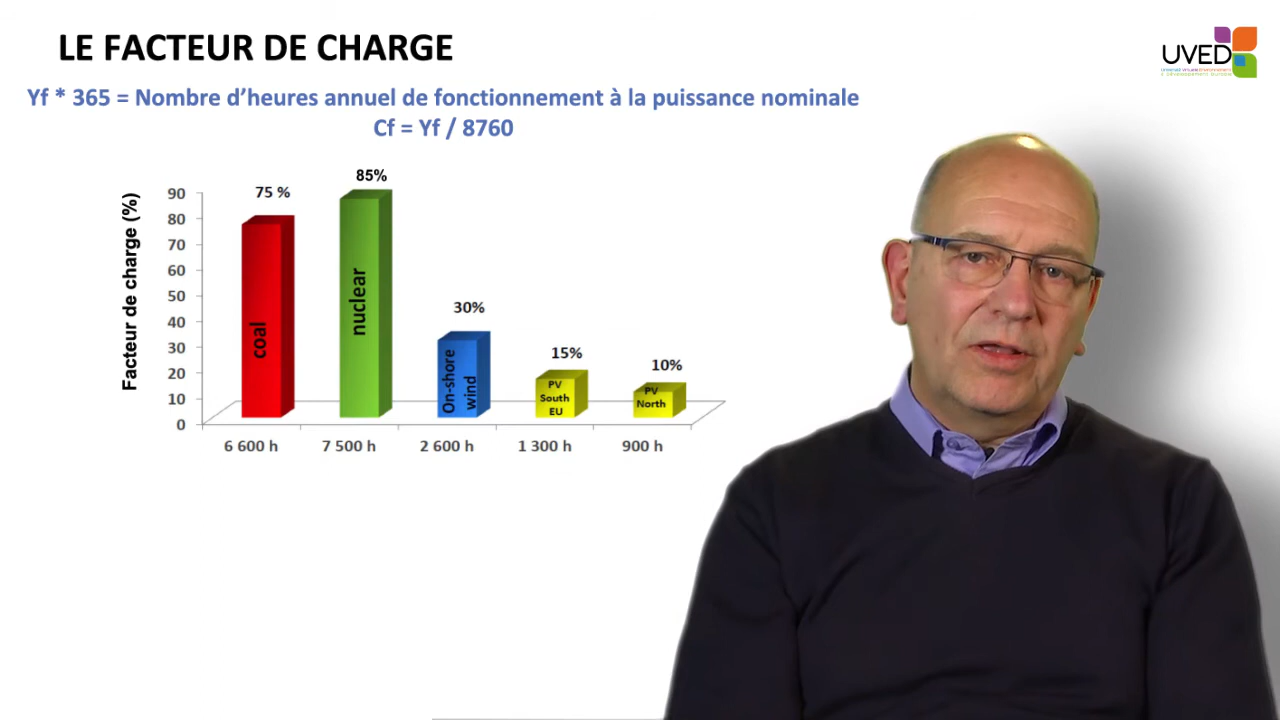 LE FACTEUR DE CHARGE
UVED
Yf * 365 = Nombre d’heures annuel de fonctionnement à la puissance nominale
Cf = Yf / 8760
Facteur de charge (%)
90
80
70
60
50
40
30
20
10
0
75 %
85%
30%
15%
10%
coal
nuclear
On-shore
wind
PV
South
EU
PV
North
6 600 h
7 500 h
2 600 h
1 300 h
900 h